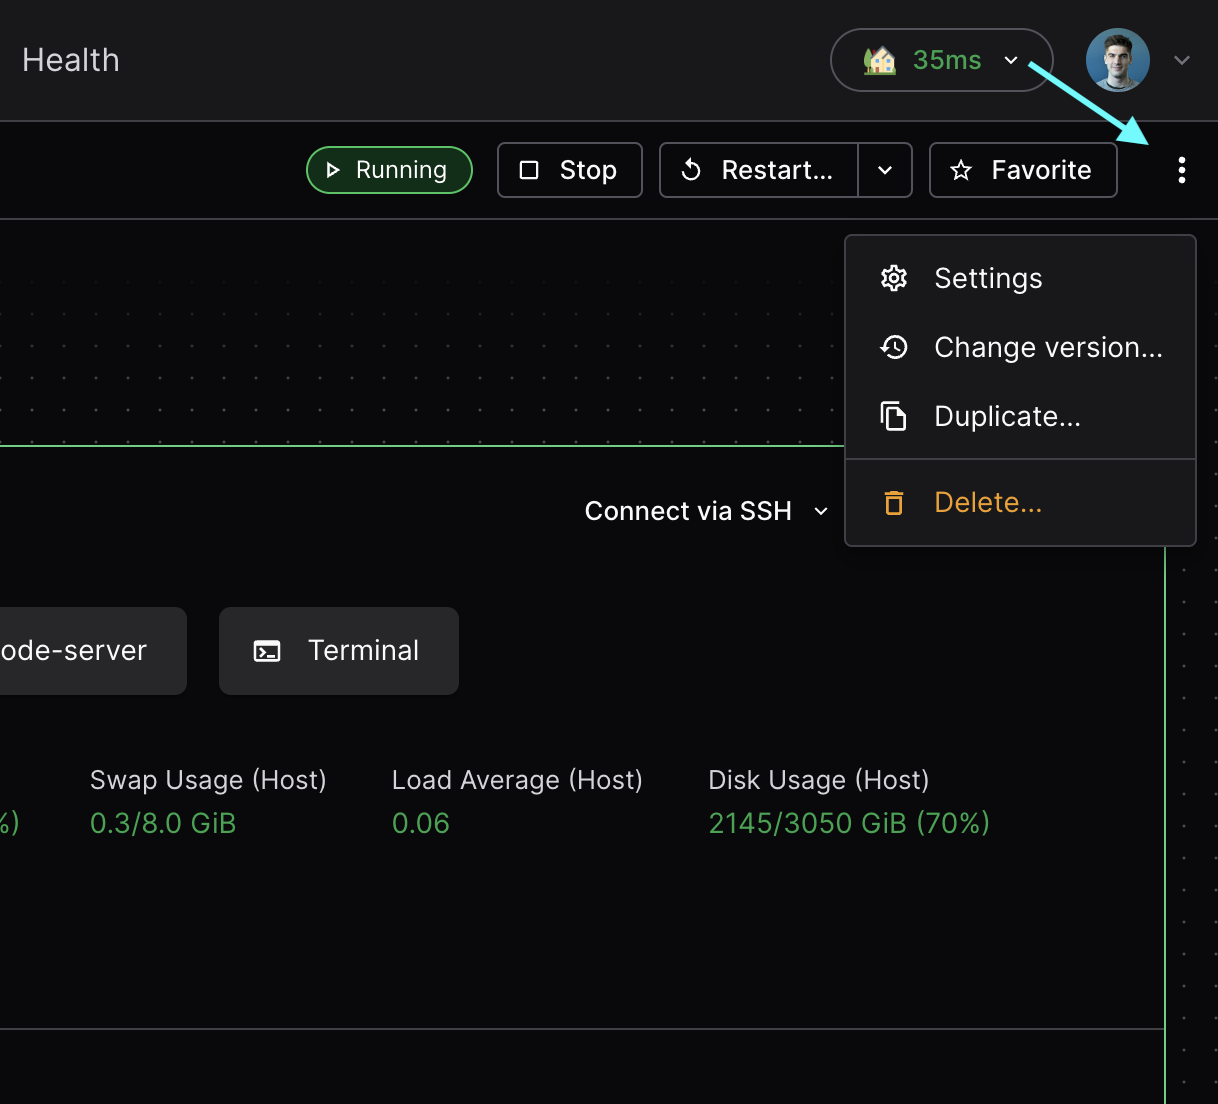 Health
35ms
Running
Stop
Restart...
Favorite
Settings
Change version...
Duplicate...
Delete...
Connect via SSH
ode-server
Terminal
Swap Usage (Host)
Load Average (Host)
Disk Usage (Host)
%)
0.3/8.0 GiB
0.06
2145/3050 GiB (70%)